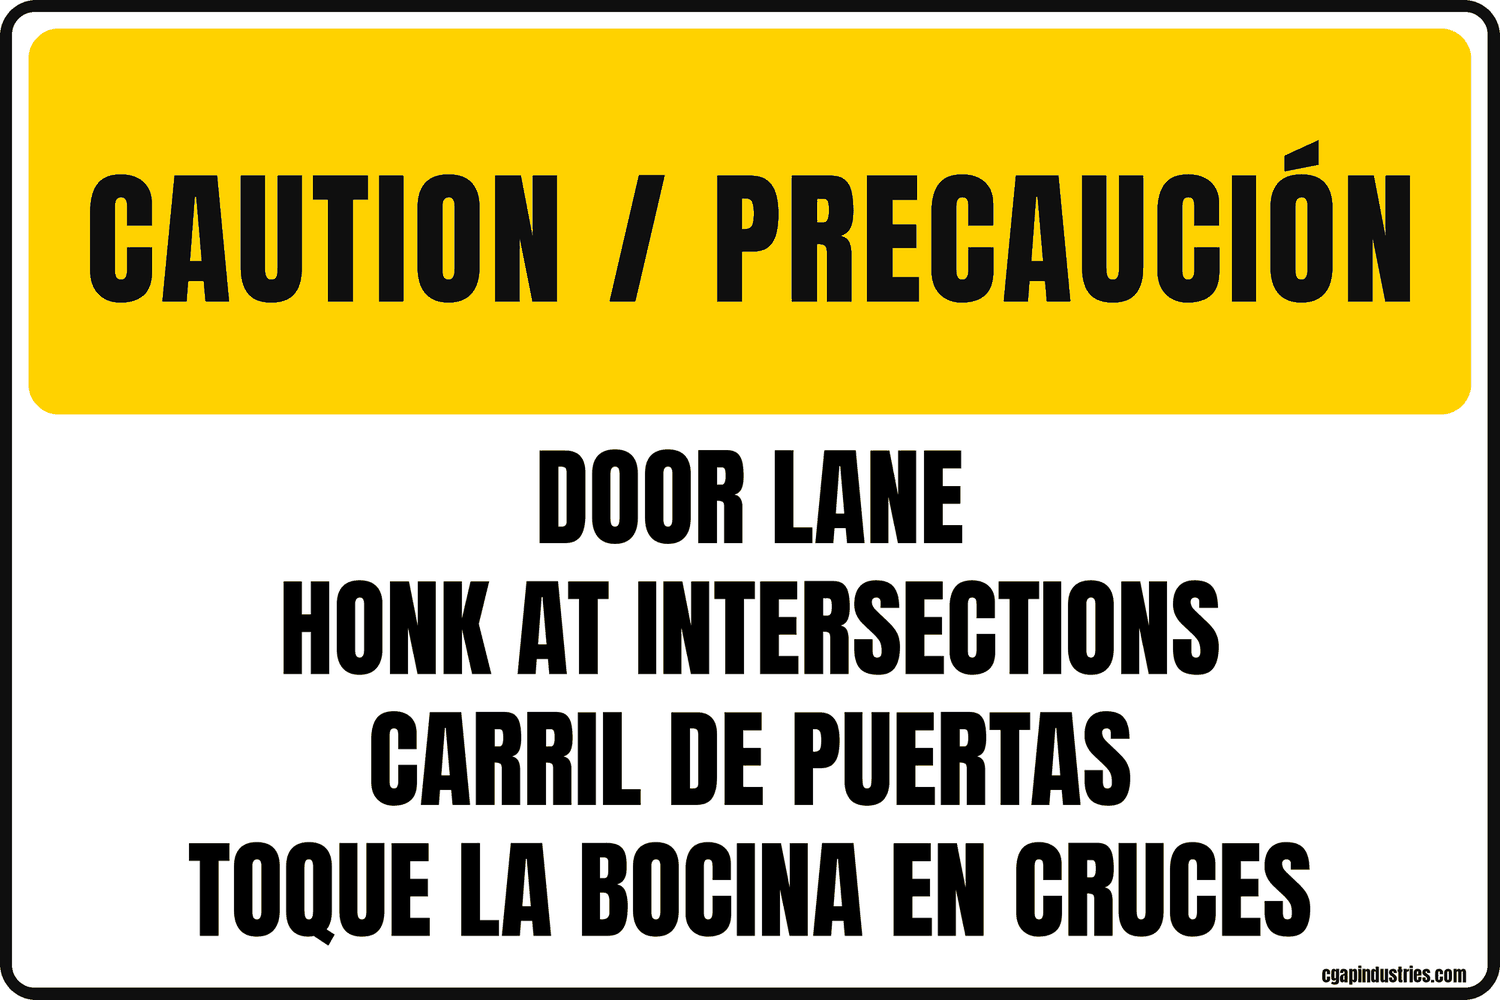 CAUTION / PRECAUCIÓN
DOOR LANE
HONK AT INTERSECTIONS
CARRIL DE PUERTAS
TOQUE LA BOCINA EN CRUCES
cgapindustries.com